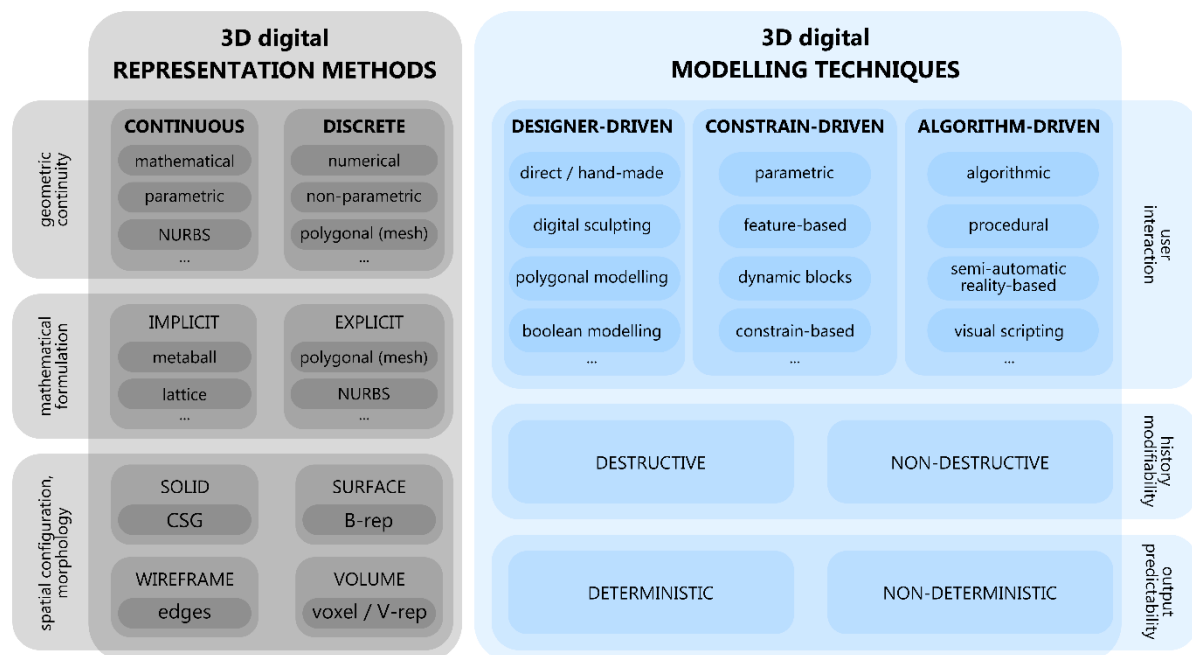 3D digital
REPRESENTATION METHODS
geometric
continuity
CONTINUOUS
mathematical
parametric
NURBS
...
DISCRETE
numerical
non-parametric
polygonal (mesh)
...
mathematical
formulation
IMPLICIT
metaball
lattice
...
EXPLICIT
polygonal (mesh)
NURBS
...
spatial configuration,
morphology
SOLID
CSG
SURFACE
B-rep
WIREFRAME
edges
VOLUME
voxel / V-rep
3D digital
MODELLING TECHNIQUES
DESIGNER-DRIVEN
direct / hand-made
digital sculpting
polygonal modelling
boolean modelling
...
CONSTRAIN-DRIVEN
parametric
feature-based
dynamic blocks
constrain-based
...
ALGORITHM-DRIVEN
algorithmic
procedural
semi-automatic
reality-based
visual scripting
...
user
interaction
DESTRUCTIVE
NON-DESTRUCTIVE
history
modifiability
DETERMINISTIC
NON-DETERMINISTIC
output
predictability